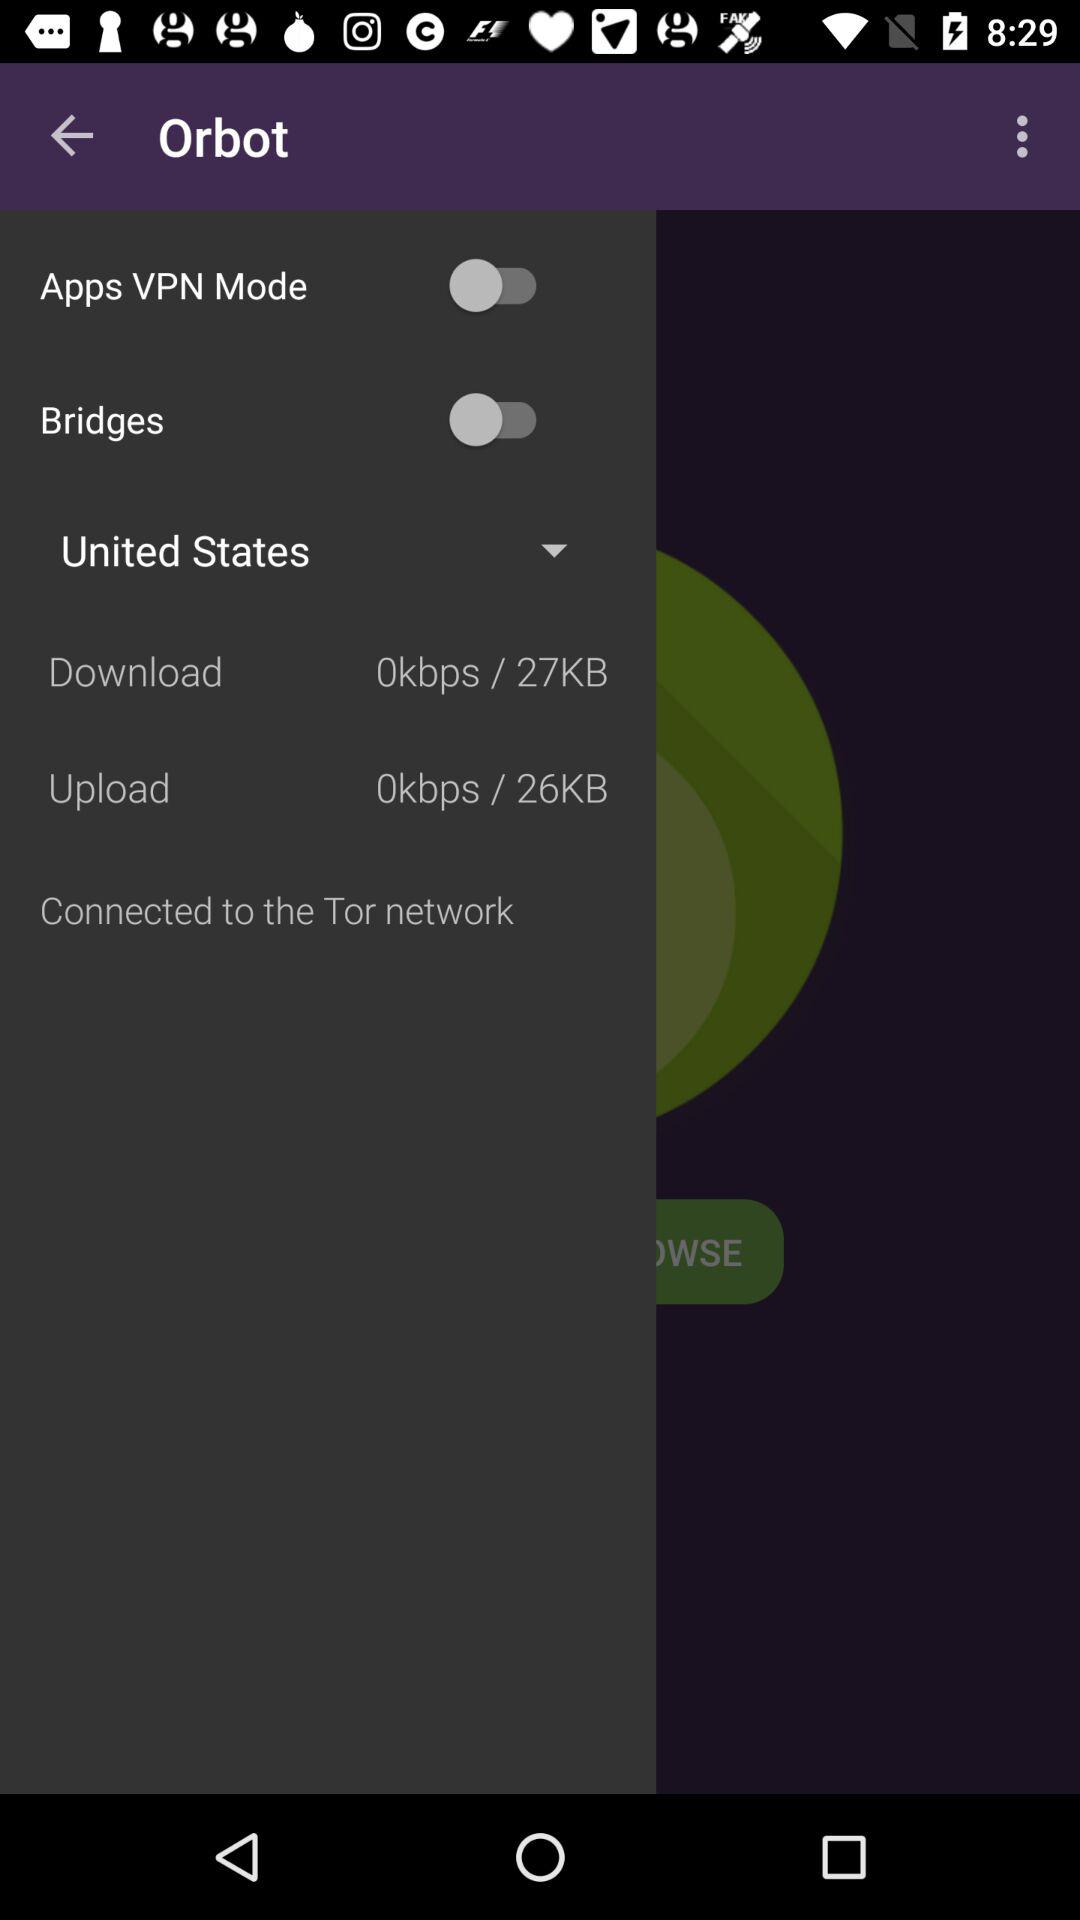 FAKE
8:29
Orbot
Apps VPN Mode
Bridges
United States
Download 0kbps / 27KB
Upload 0kbps / 26KB
Connected to the Tor network
OWSE